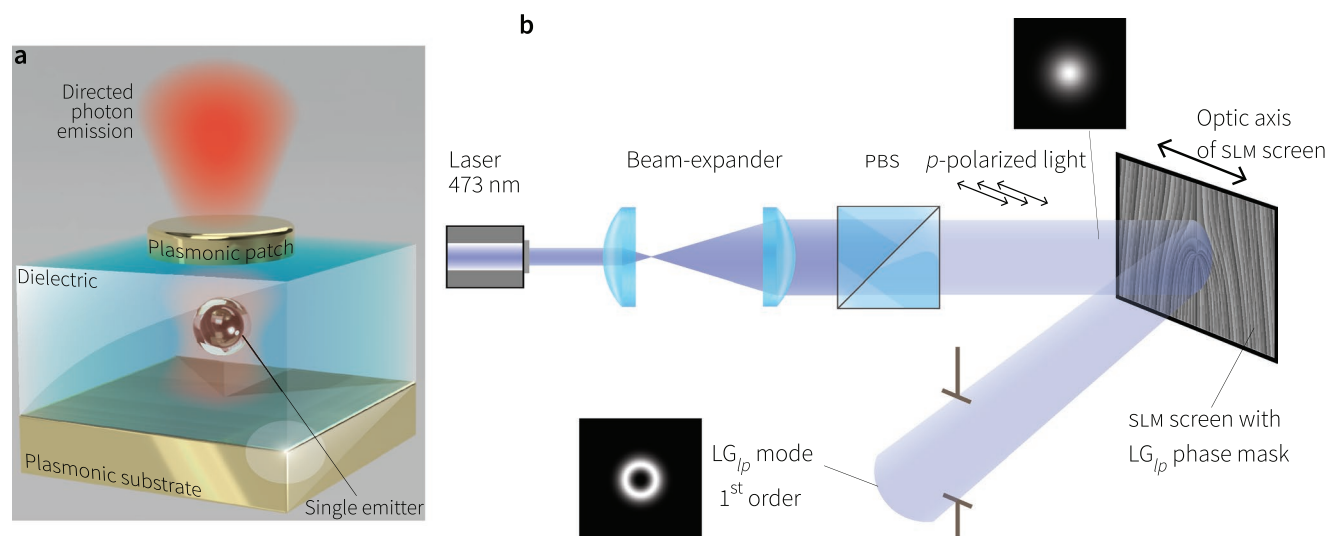 a
Directed
photon
emission
Plasmonic patch
Dielectric
Plasmonic substrate
Single emitter
b
Laser
473 nm
Beam-expander
PBS
p-polarized light
Optic axis
of SLM screen
SLM screen with
LGlp phase mask
LGlp mode
1st order